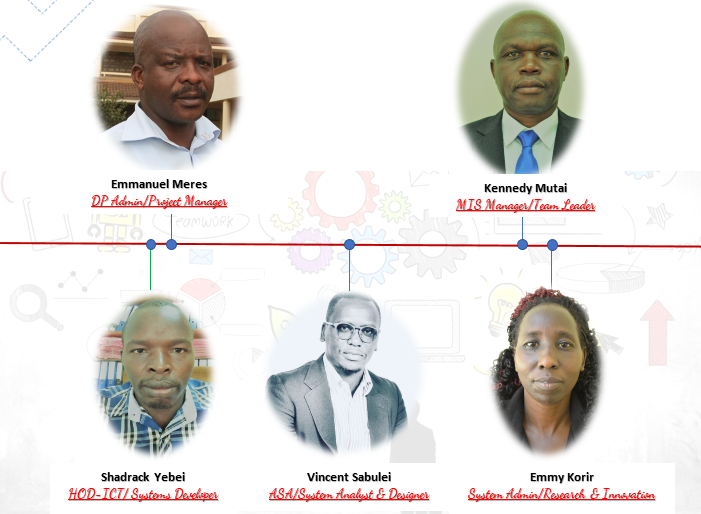 Emmanuel Meres
DP Admin/Project Manager
Kennedy Mutai
MIS Manager/Team Leader
TEAMWORK
Shadrack Yebei
HOD-ICT/ Systems Developer
Vincent Sabulei
ASA/System Analyst & Designer
Emmy Korir
System Admin/Research & Innovation